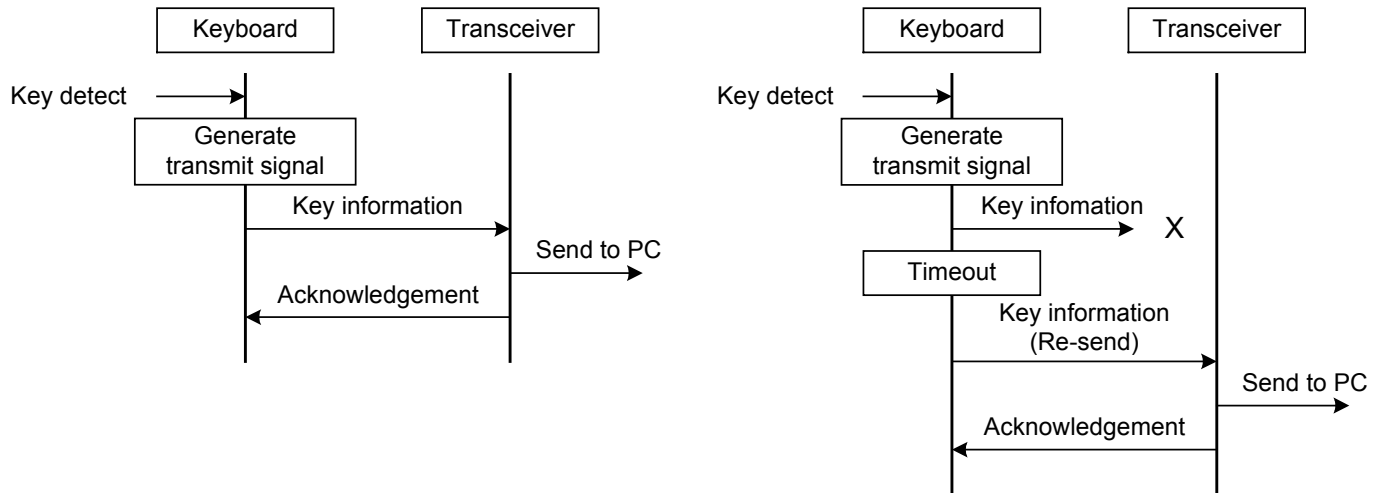 Keyboard
Transceiver
Key detect
Generate
transmit signal
Key information
Send to PC
Acknowledgement
Keyboard
Transceiver
Key detect
Generate
transmit signal
Key infomation
X
Timeout
Key information
(Re-send)
Send to PC
Acknowledgement